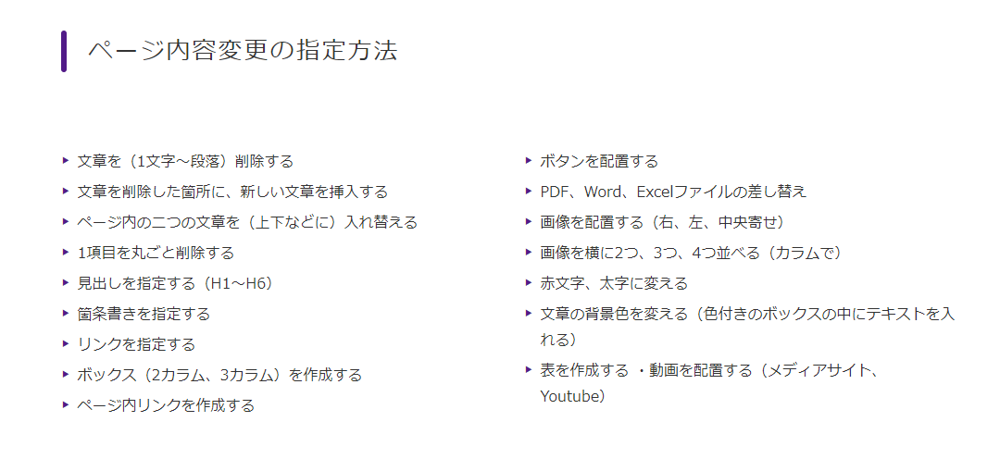 ページ内容変更の指定方法
文章を（1文字～段落）削除する
文章を削除した箇所に、新しい文章を挿入する
ページ内の二つの文章を（上下などに）入れ替える
1項目を丸ごと削除する
見出しを指定する（H1～H6）
箇条書きを指定する
リンクを指定する
ボックス（2カラム、3カラム）を作成する
ページ内リンクを作成する
ボタンを配置する
PDF、Word、Excelファイルの差し替え
画像を配置する（右、左、中央寄せ）
画像を横に2つ、3つ、4つ並べる（カラムで）
赤文字、太字に変える
文章の背景色を変える（色付きのボックスの中にテキストを入
れる）
表を作成する ・動画を配置する（メディアサイト、
Youtube）